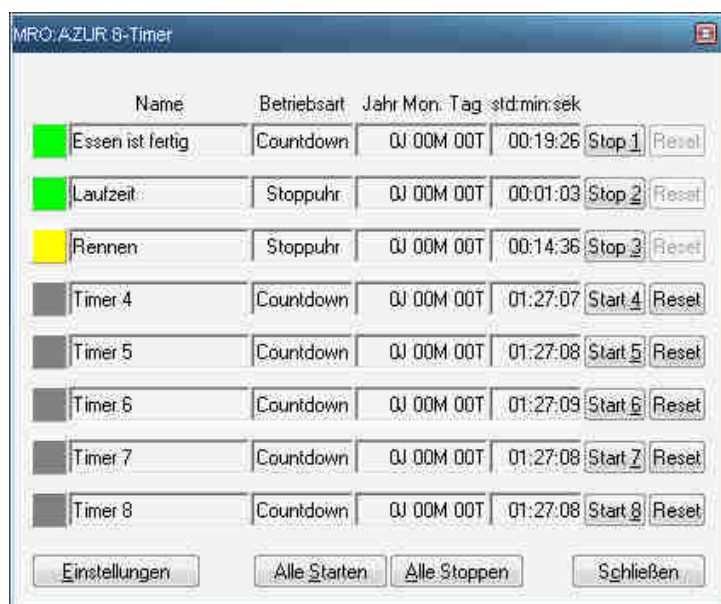 MRO:AZUR 8-Timer
Name Betriebsart Jahr Mon. Tag std:min:sek
Essen ist fertig Countdown 0J 00M 00T 00:19:26 Stop 1 Reset
Laufzeit Stoppuhr 0J 00M 00T 00:01:03 Stop 2 Reset
Rennen Stoppuhr 0J 00M 00T 00:14:36 Stop 3 Reset
Timer 4 Countdown 0J 00M 00T 01:27:07 Start 4 Reset
Timer 5 Countdown 0J 00M 00T 01:27:08 Start 5 Reset
Timer 6 Countdown 0J 00M 00T 01:27:09 Start 6 Reset
Timer 7 Countdown 0J 00M 00T 01:27:08 Start 7 Reset
Timer 8 Countdown 0J 00M 00T 01:27:08 Start 8 Reset
Einstellungen Alle Starten Alle Stoppen Schließen